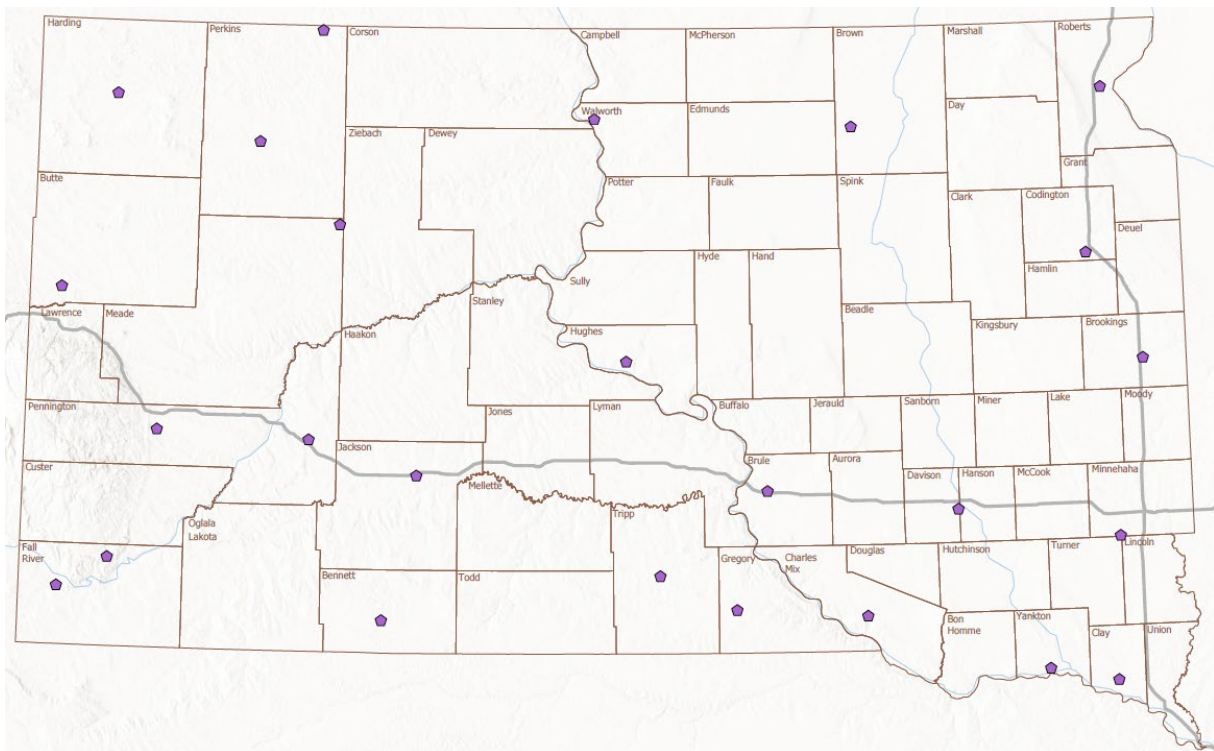 Harding
Perkins
Corson
Campbell
McPherson
Brown
Marshall
Roberts
Walworth
Edmunds
Day
Ziebach
Dewey
Grant
Butte
Potter
Faulk
Spink
Clark
Codington
Deuel
Hamlin
Sully
Hyde
Hand
Stanley
Lawrence
Meade
Beadle
Haakon
Hughes
Kingsbury
Brookings
Pennington
Jones
Lyman
Buffalo
Jerauld
Sanborn
Miner
Lake
Moody
Jackson
Custer
Brule
Aurora
Davison
Hanson
McCook
Minnehaha
Mellette
Tripp
Oglala
Lakota
Fall
River
Gregory
Charles
Mix
Douglas
Hutchinson
Turner
Lincoln
Bennett
Todd
Bon
Homme
Yankton
Clay
Union